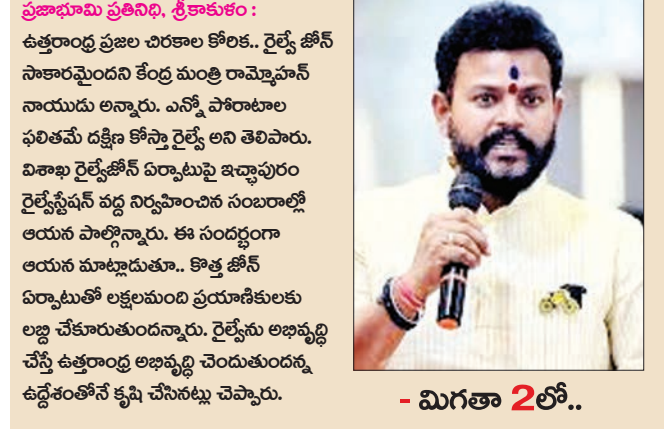 ప్రజాభూమి ప్రతినిధి, శ్రీకాకుళం :
ఉత్తరాంధ్ర ప్రజల చిరకాల కోరిక.. రైల్వే జోన్
సాకారమైందని కేంద్ర మంత్రి రామ్మోహన్
నాయుడు అన్నారు. ఎన్నో పోరాటాల
ఫలితమే దక్షిణ కోస్తా రైల్వే అని తెలిపారు.
విశాఖ రైల్వేజోన్ ఏర్పాటుపై ఇచ్ఛాపురం
రైల్వేస్టేషన్ వద్ద నిర్వహించిన సంబరాల్లో
ఆయన పాల్గొన్నారు. ఈ సందర్భంగా
ఆయన మాట్లాడుతూ.. కొత్త జోన్
ఏర్పాటుతో లక్షలమంది ప్రయాణికులకు
లబ్ది చేకూరుతుందన్నారు. రైల్వేను అభివృద్ధి
చేస్తే ఉత్తరాంధ్ర అభివృద్ధి చెందుతుందన్న
ఉద్దేశంతోనే కృషి చేసినట్లు చెప్పారు.
- మిగతా 2లో..